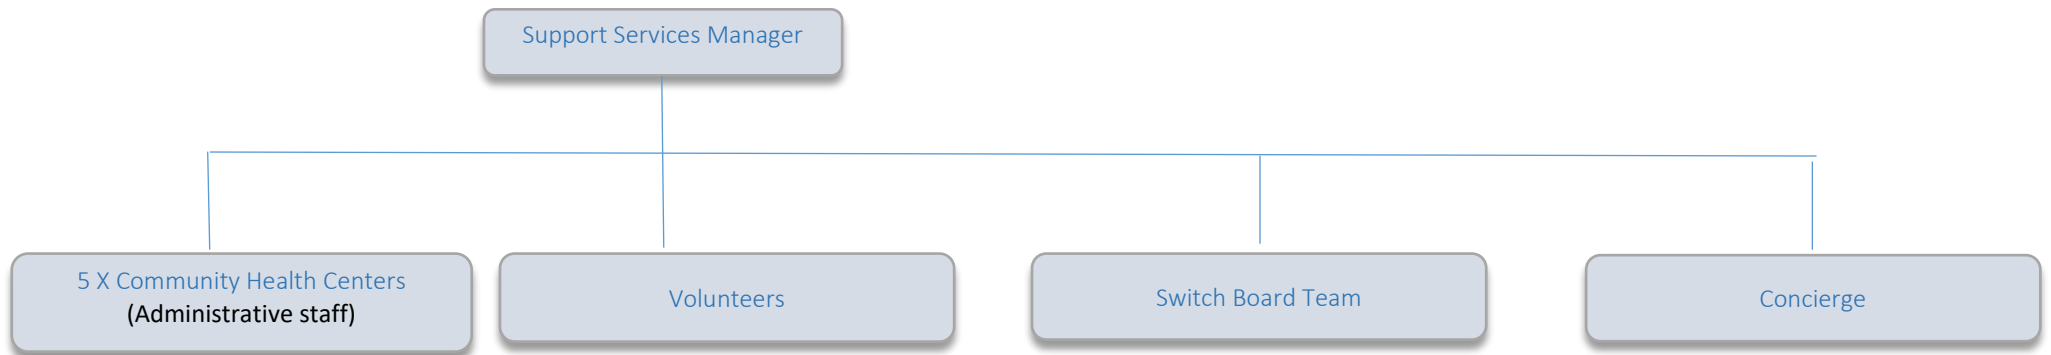 Support Services Manager
5 X Community Health Centers
(Administrative staff)
Volunteers
Switch Board Team
Concierge